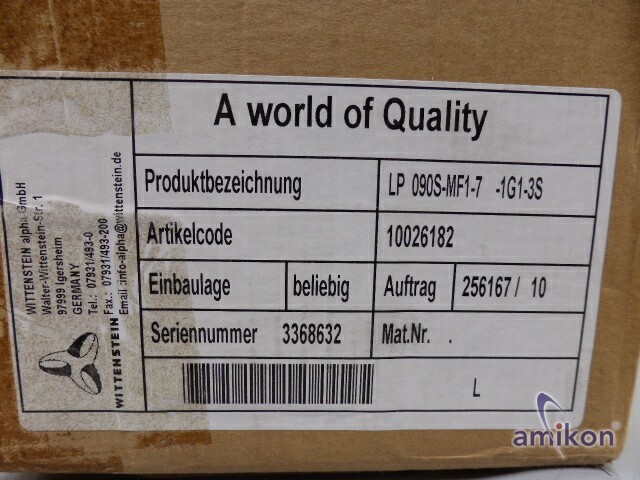 A world of Quality
Produktbezeichnung LP 090S-MF1-7 -1G1-3S
Artikelcode 10026182
Einbaulage beliebig Auftrag 256167 / 10
Seriennummer 3368632 Mat.Nr. .
L
WITTENSTEIN alpha GmbH
Walter-Wittenstein-Str. 1
97999 Igersheim
GERMANY
Tel.: 07931/493-0
Fax.: 07931/493-200
Email: info-alpha@wittenstein.de
WITTENSTEIN
amikon